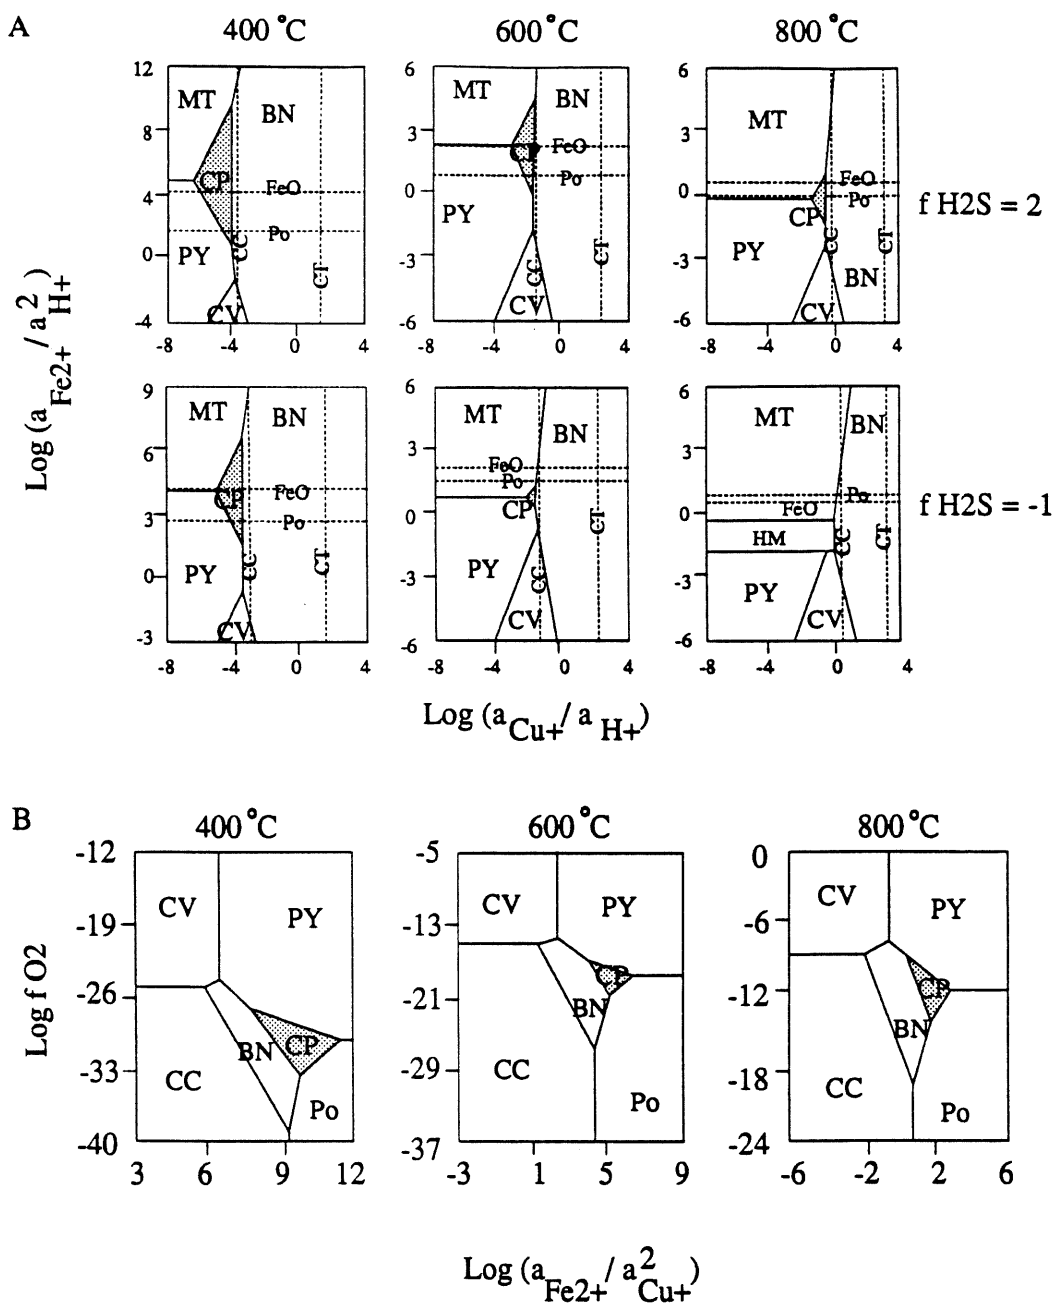 A
400 °C 600 °C 800 °C
12 8 4 0 -4
MT BN CP FeO Po PY CC CT CV
-8 -4 0 4
6 3 0 -3 -6
MT BN FeO CP Po PY CC CT CV
-8 -4 0 4
6 3 0 -3 -6
MT FeO Po CP CC CT PY BN CV
-8 -4 0 4
f H2S = 2
Log (a Fe2+ / a2 H+)
9 6 3 0 -3
MT BN CP FeO Po PY CC CT CV
-8 -4 0 4
6 3 0 -3 -6
MT BN FeO Po CP CT PY CC CV
-8 -4 0 4
6 3 0 -3 -6
MT BN Po FeO HM CC CT PY CV
-8 -4 0 4
f H2S = -1
Log (a Cu+ / a H+)
B
400 °C 600 °C 800 °C
Log f O2
-12 -19 -26 -33 -40
CV PY BN CP CC Po
3 6 9 12
-5 -13 -21 -29 -37
CV PY CP BN CC Po
-3 1 5 9
0 -6 -12 -18 -24
CV PY CP BN CC Po
-6 -2 2 6
Log (a Fe2+ / a2 Cu+)